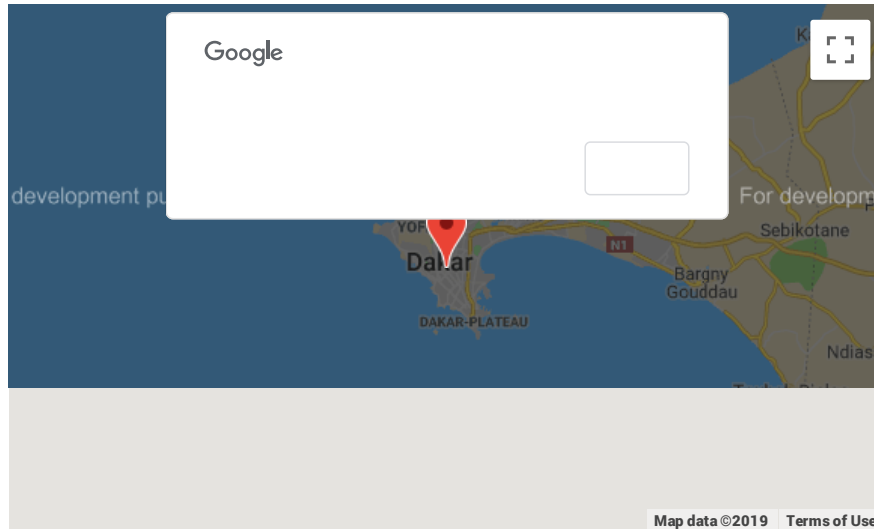 Google
development pu
For developm
Sebikotane
YOF
N1
Dakar
Bargny
Gouddau
DAKAR-PLATEAU
Ndias
Map data ©2019
Terms of Use